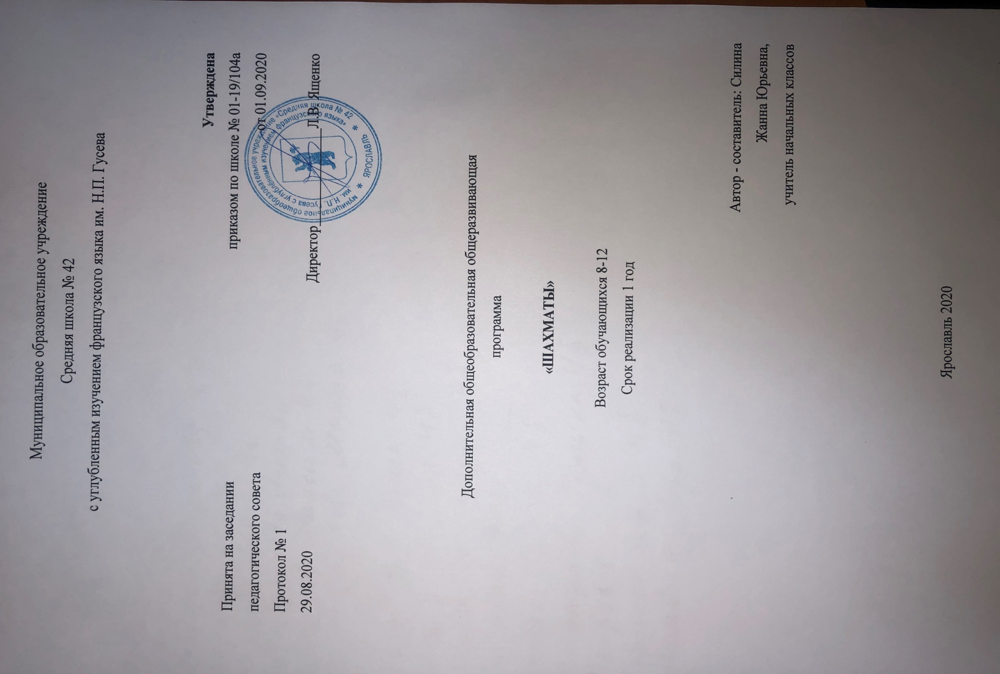 Муниципальное образовательное учреждение
Средняя школа № 42
с углубленным изучением французского языка им. Н.П. Гусева
Утверждена
Принята на заседании приказом по школе № 01-19/104а
педагогического совета от 01.09.2020
Протокол № 1
29.08.2020 Директор Л.В. Ященко
муниципальное общеобразовательное учреждение «Средняя школа № 42
им. Н.П. Гусева с углублённым изучением французского языка»
* ЯРОСЛАВЛЬ *
Дополнительная общеобразовательная общеразвивающая
программа
«ШАХМАТЫ»
Возраст обучающихся 8-12
Срок реализации 1 год
Автор - составитель: Силина
Жанна Юрьевна,
учитель начальных классов
Ярославль 2020